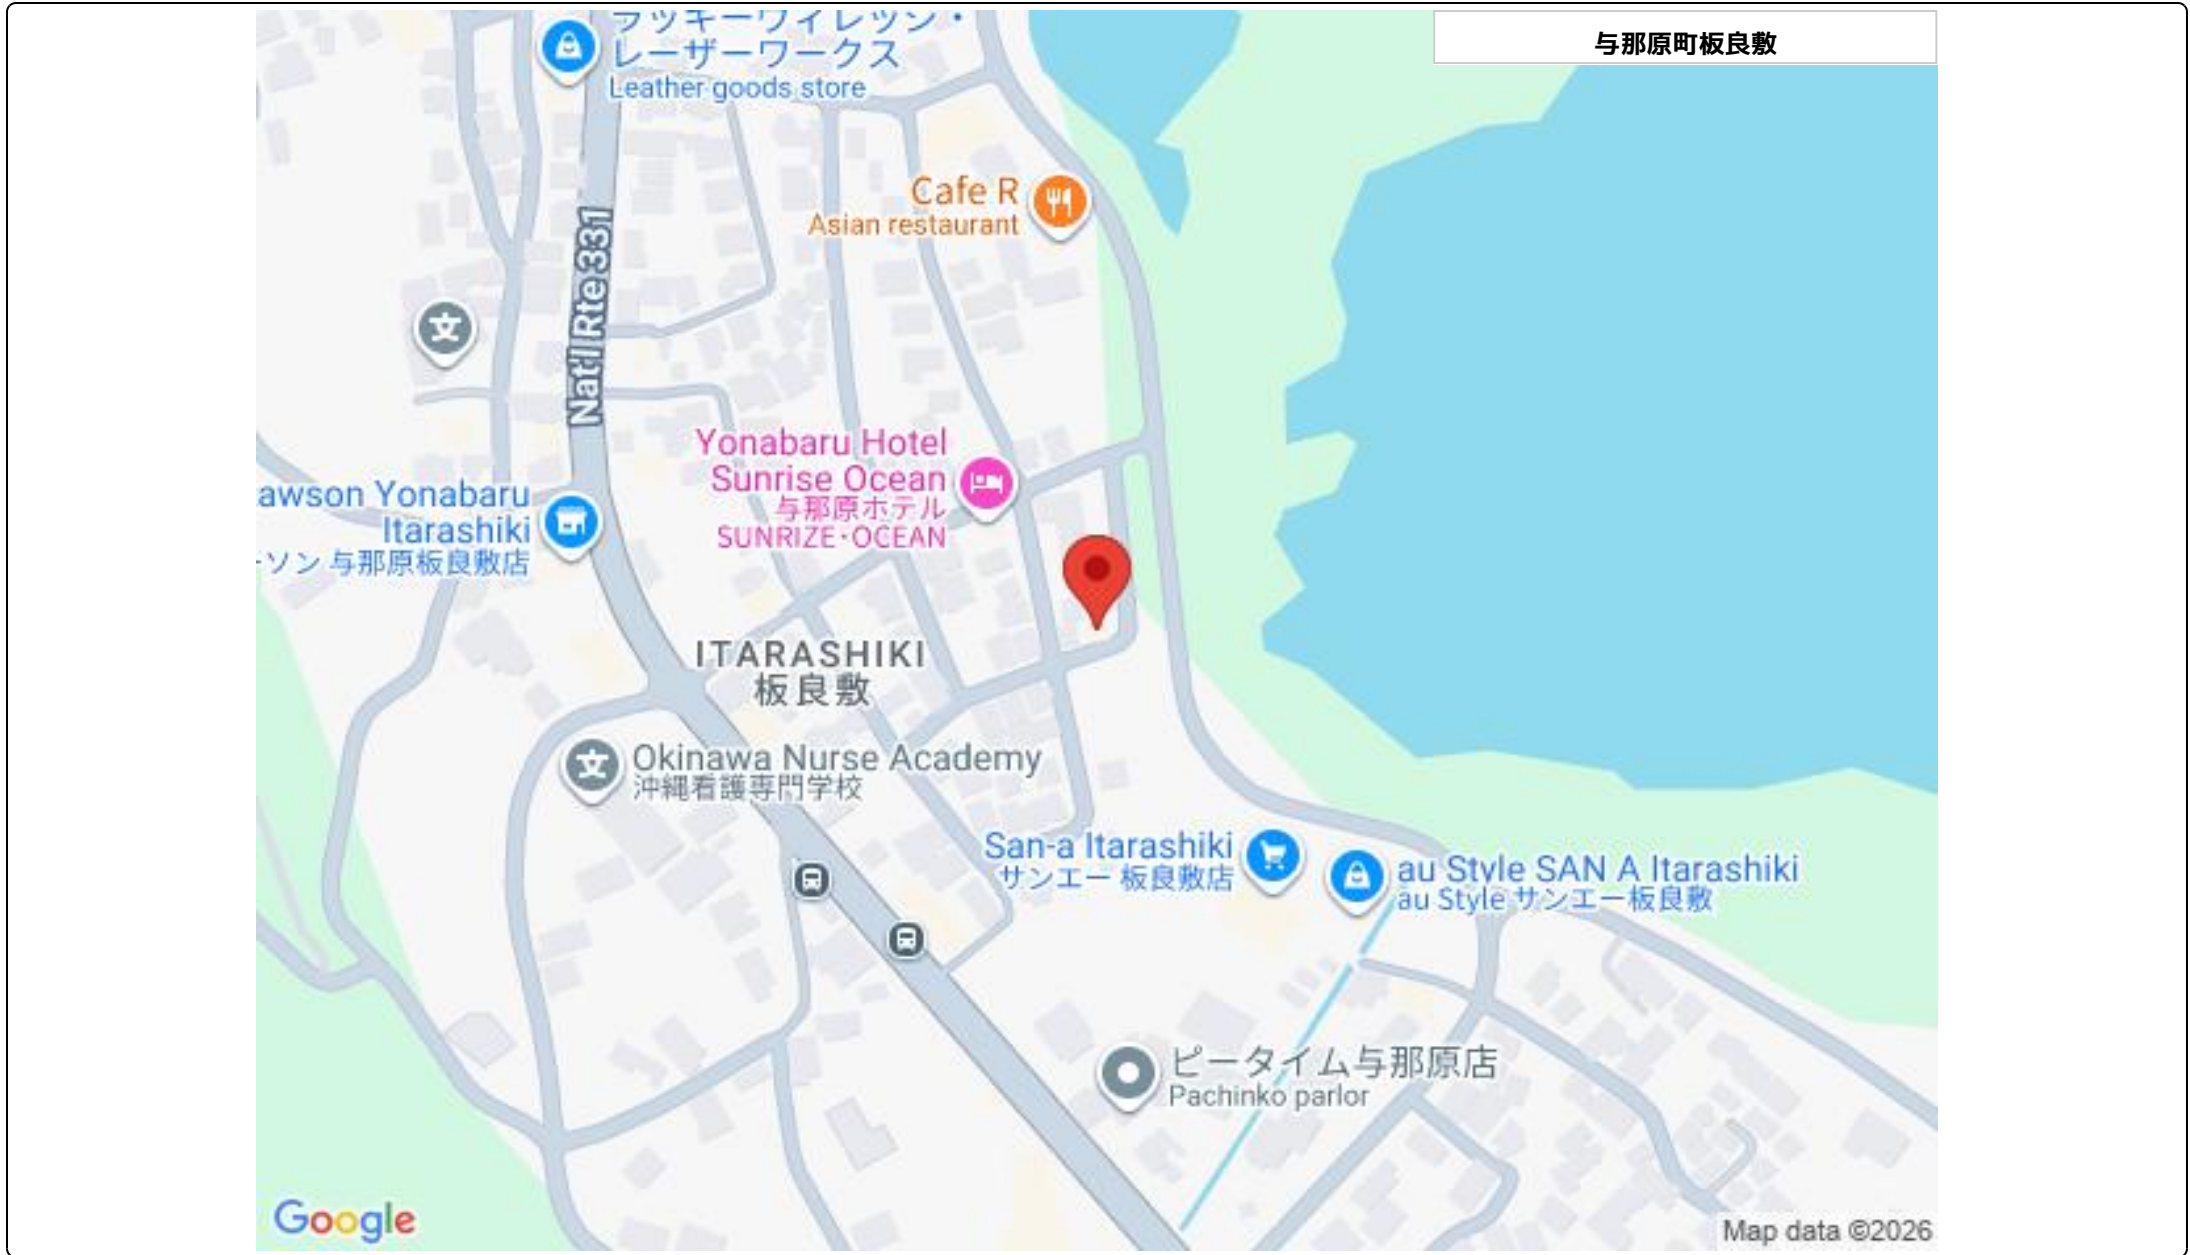 与那原町板良敷
ラッキーウィレッジ・
レーザーワークス
Leather goods store
Cafe R
Asian restaurant
Nat'l Rte 331
Yonabaru Hotel
Sunrise Ocean
与那原ホテル
SUNRIZE・OCEAN
awson Yonabaru
Itarashiki
ーソン 与那原板良敷店
ITARASHIKI
板良敷
Okinawa Nurse Academy
沖縄看護専門学校
San-a Itarashiki
サンエー 板良敷店
au Style SAN A Itarashiki
au Style サンエー板良敷
ピータイム与那原店
Pachinko parlor
Google
Map data ©2026